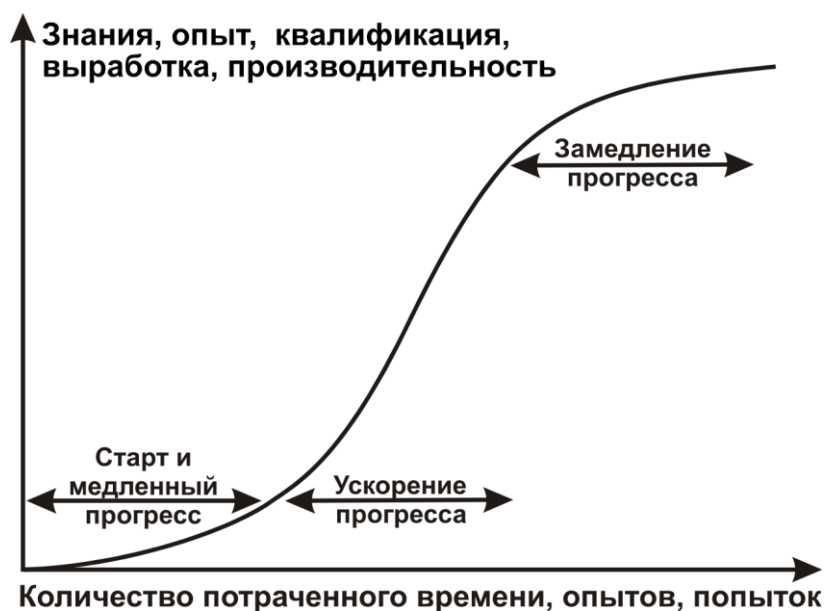 Знания, опыт, квалификация,
выработка, производительность
Замедление
прогресса
Старт и
медленный
прогресс
Ускорение
прогресса
Количество потраченного времени, опытов, попыток